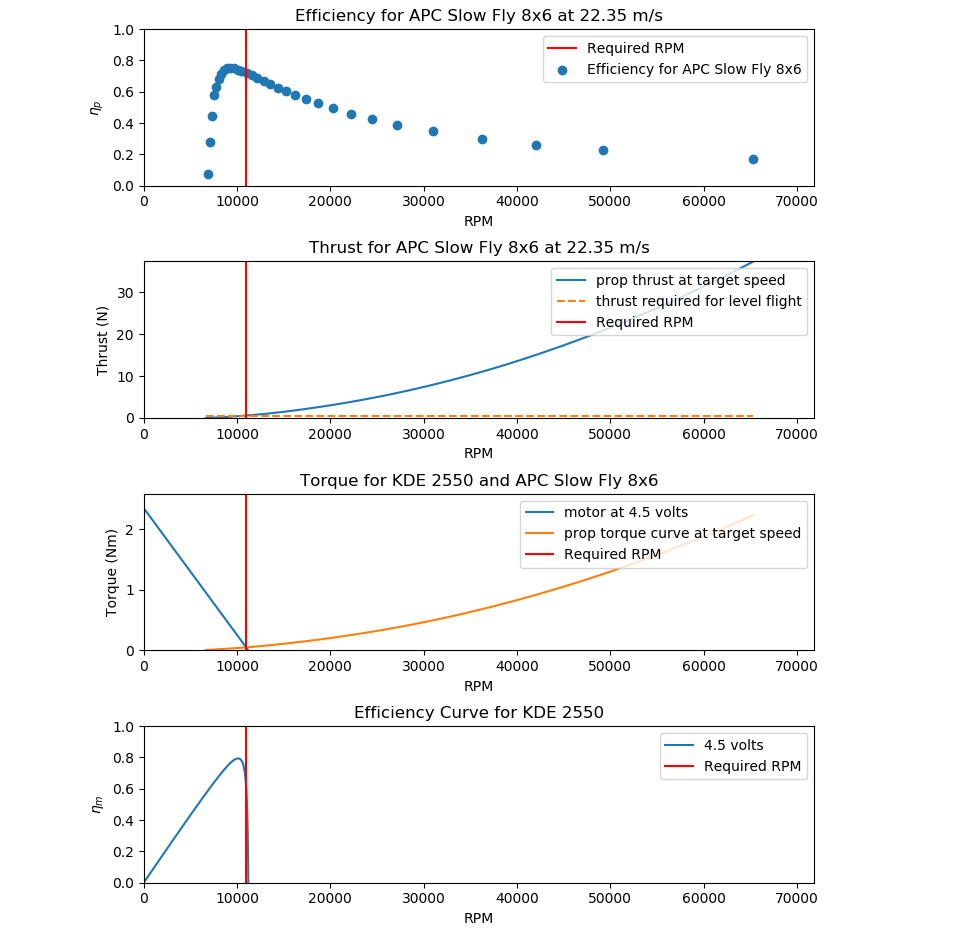 Efficiency for APC Slow Fly 8x6 at 22.35 m/s
1.0
0.8
0.6
0.4
0.2
0.0
ηp
Required RPM
Efficiency for APC Slow Fly 8x6
0 10000 20000 30000 40000 50000 60000 70000
RPM
Thrust for APC Slow Fly 8x6 at 22.35 m/s
30
20
10
0
Thrust (N)
prop thrust at target speed
thrust required for level flight
Required RPM
0 10000 20000 30000 40000 50000 60000 70000
RPM
Torque for KDE 2550 and APC Slow Fly 8x6
2
1
0
Torque (Nm)
motor at 4.5 volts
prop torque curve at target speed
Required RPM
0 10000 20000 30000 40000 50000 60000 70000
RPM
Efficiency Curve for KDE 2550
1.0
0.8
0.6
0.4
0.2
0.0
ηm
4.5 volts
Required RPM
0 10000 20000 30000 40000 50000 60000 70000
RPM